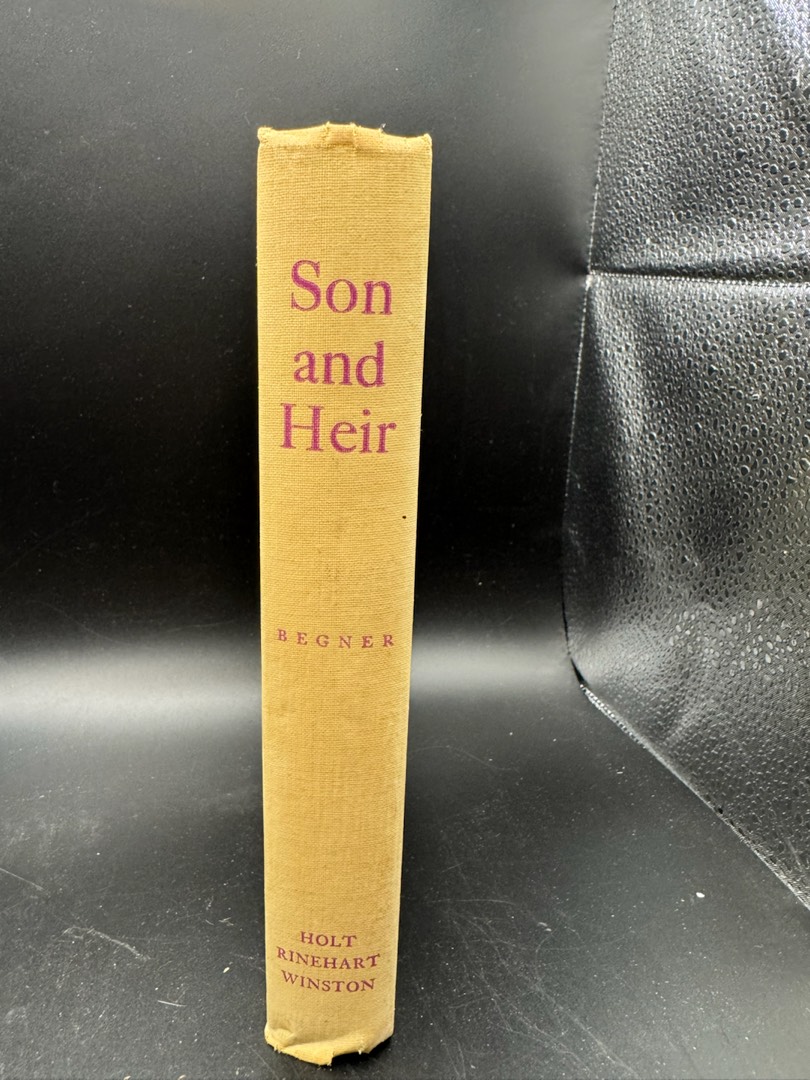 Son
and
Heir
BEGNER
HOLT
RINEHART
WINSTON